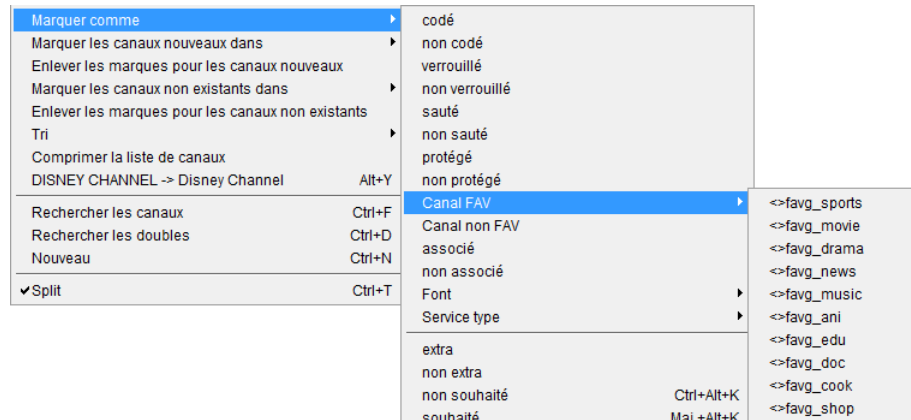 Marquer comme
Marquer les canaux nouveaux dans
Enlever les marques pour les canaux nouveaux
Marquer les canaux non existants dans
Enlever les marques pour les canaux non existants
Tri
Comprimer la liste de canaux
DISNEY CHANNEL -> Disney Channel Alt+Y
Rechercher les canaux Ctrl+F
Rechercher les doubles Ctrl+D
Nouveau Ctrl+N
Split Ctrl+T
codé
non codé
verrouillé
non verrouillé
sauté
non sauté
protégé
non protégé
Canal FAV
Canal non FAV
associé
non associé
Font
Service type
extra
non extra
non souhaité Ctrl+Alt+K
souhaité Maj.+Alt+K
<>favg_sports
<>favg_movie
<>favg_drama
<>favg_news
<>favg_music
<>favg_ani
<>favg_edu
<>favg_doc
<>favg_cook
<>favg_shop